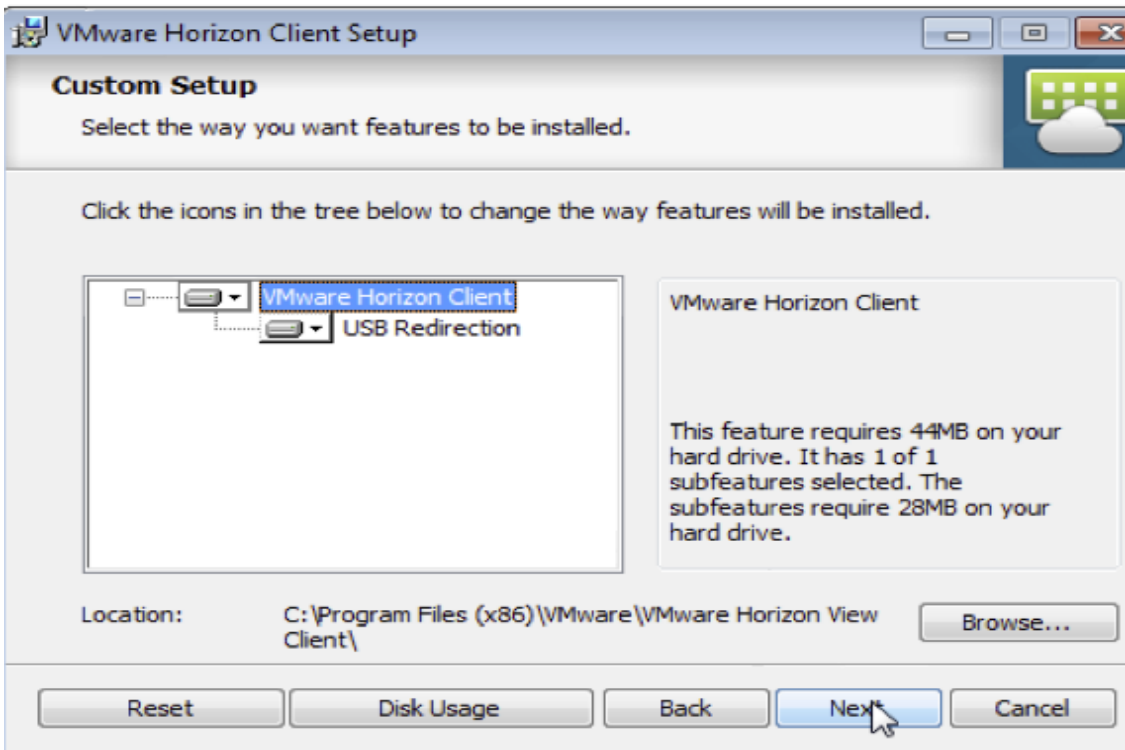 VMware Horizon Client Setup
Custom Setup
Select the way you want features to be installed.
Click the icons in the tree below to change the way features will be installed.
VMware Horizon Client
USB Redirection
VMware Horizon Client
This feature requires 44MB on your
hard drive. It has 1 of 1
subfeatures selected. The
subfeatures require 28MB on your
hard drive.
Location: C:\Program Files (x86)\VMware\VMware Horizon View
Client\
Browse...
Reset Disk Usage Back Next Cancel